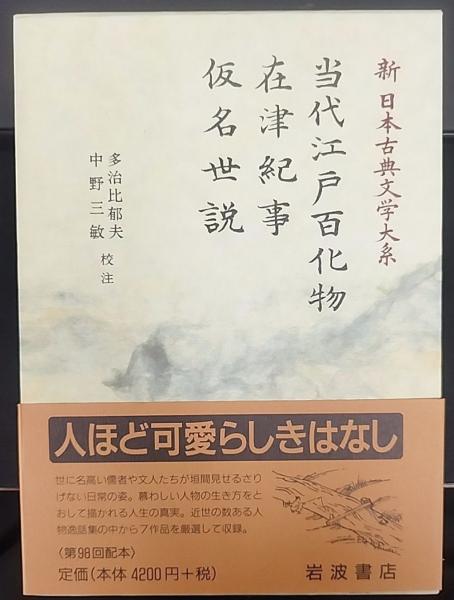 新 日本古典文学大系
当代江戸百化物
在津紀事
仮名世説
多治比郁夫
中野三敏 校注
人ほど可愛らしきはなし
世に名高い儒者や文人たちが垣間見せるさり
げない日常の姿。慕わしい人物の生き方をと
おして描かれる人生の真実。近世の数ある人
物逸話集の中から7作品を厳選して収録。
〈第98回配本〉
定価(本体 4200円+税)
岩波書店